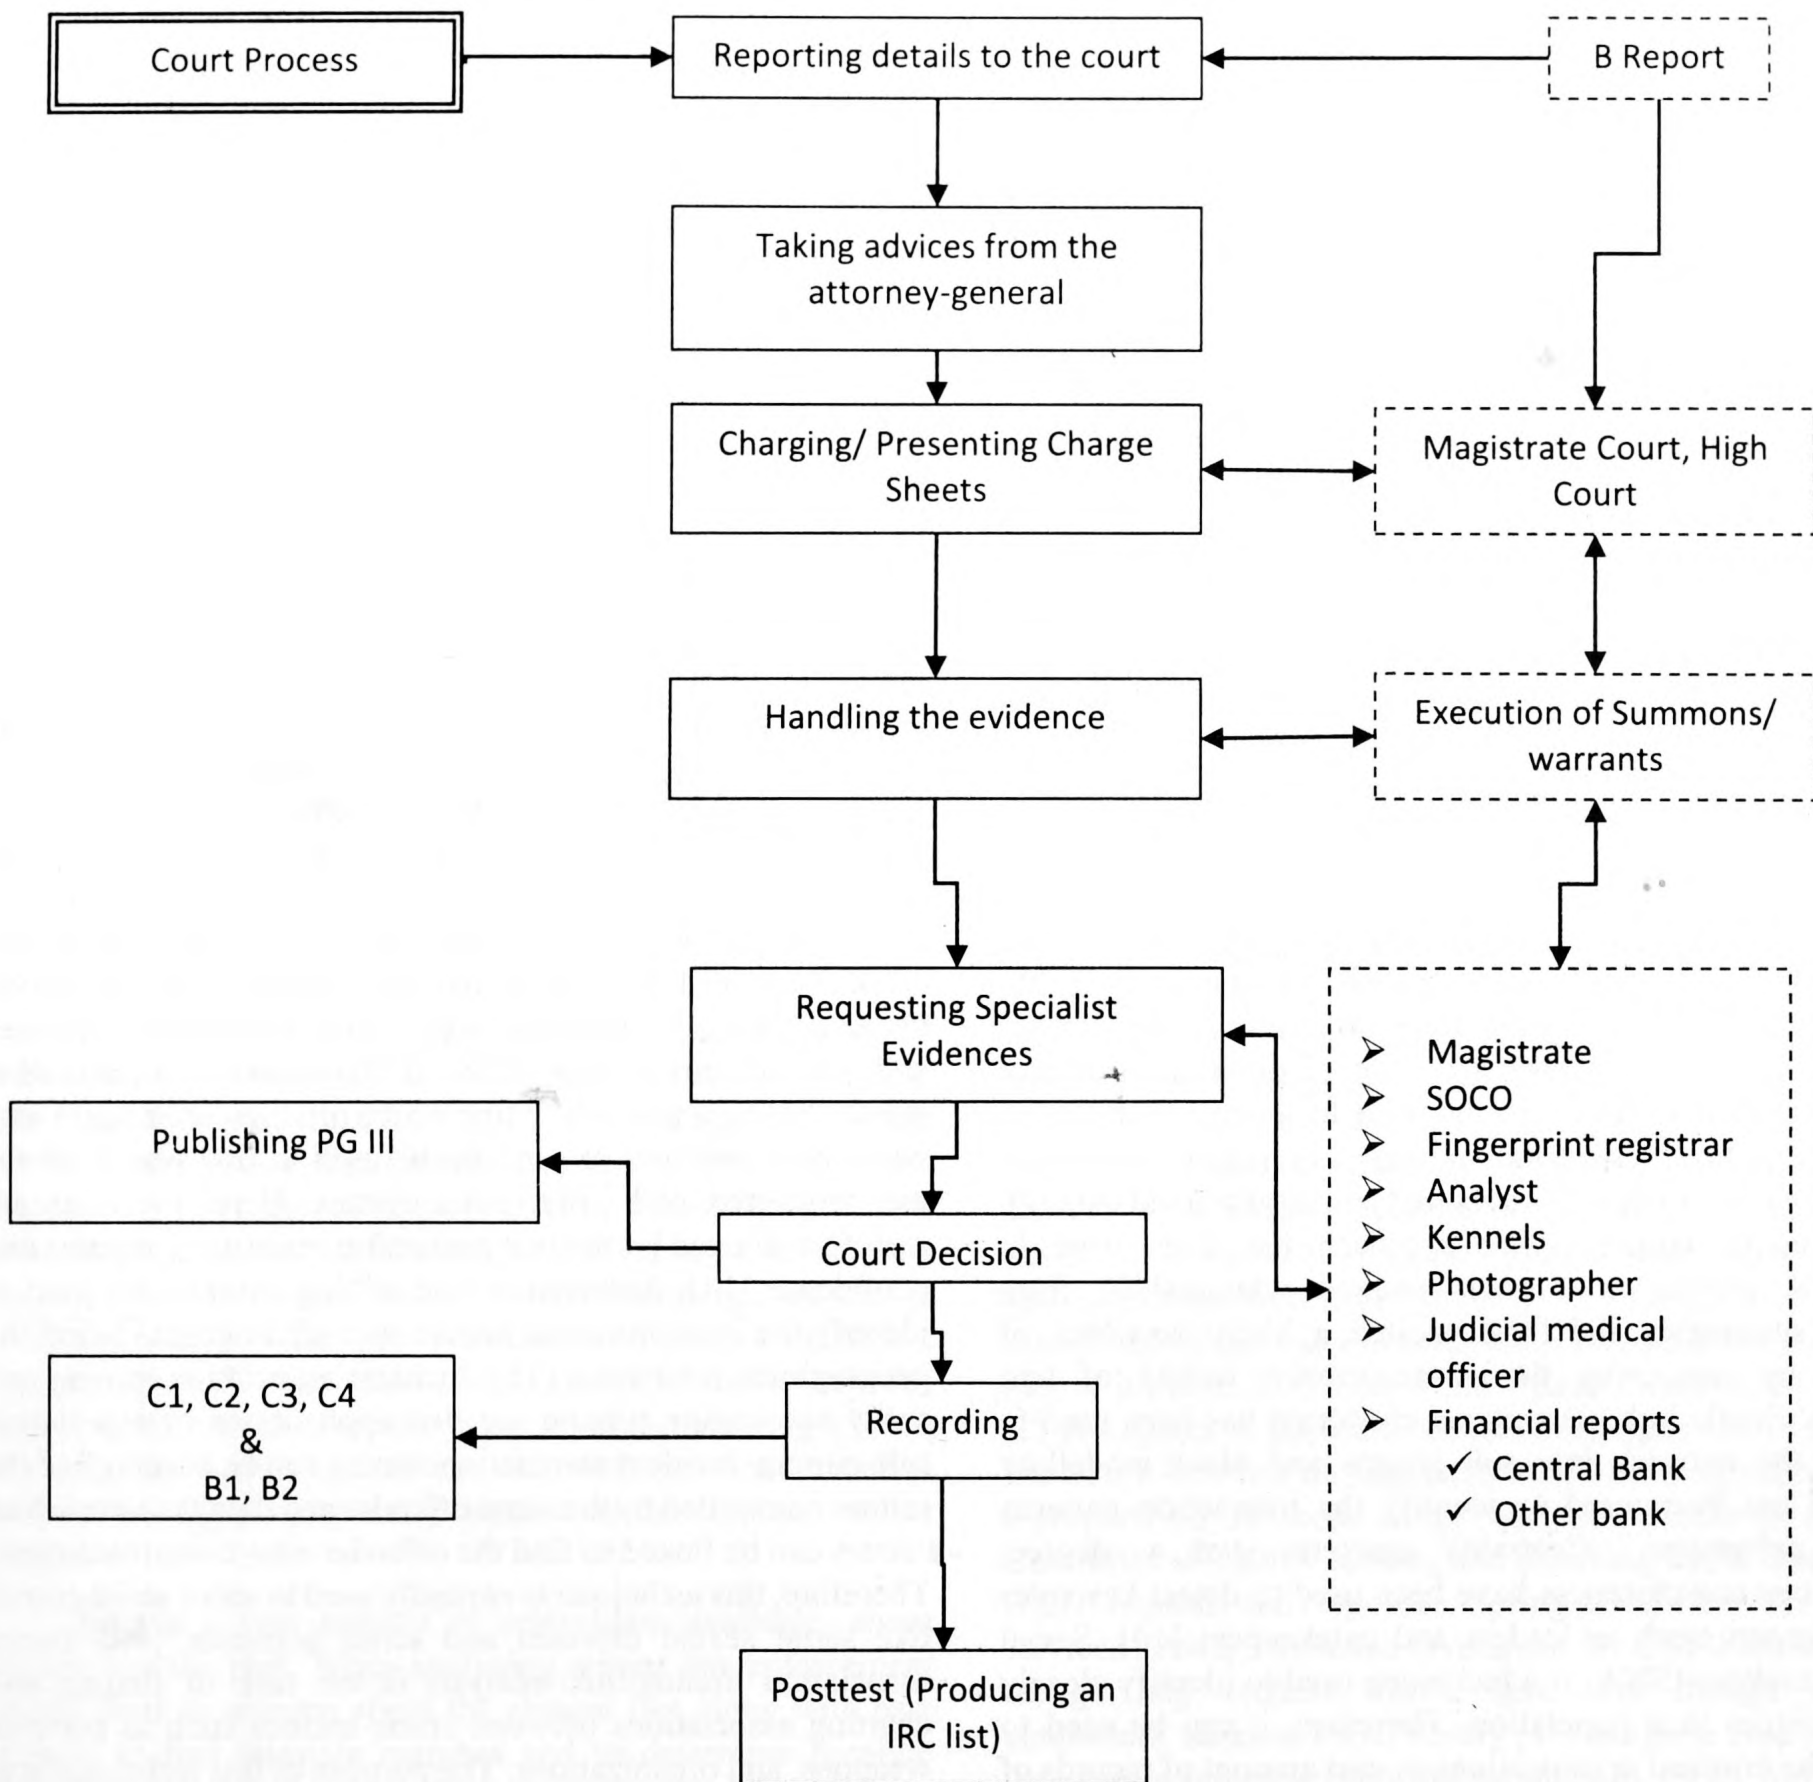 Court Process
Reporting details to the court
B Report
Taking advices from the
attorney-general
Charging/ Presenting Charge
Sheets
Magistrate Court, High
Court
Handling the evidence
Execution of Summons/
warrants
Requesting Specialist
Evidences
Publishing PG III
Court Decision
C1, C2, C3, C4
&
B1, B2
Recording
Posttest (Producing an
IRC list)
➢ Magistrate
➢ SOCO
➢ Fingerprint registrar
➢ Analyst
➢ Kennels
➢ Photographer
➢ Judicial medical
officer
➢ Financial reports
✓ Central Bank
✓ Other bank